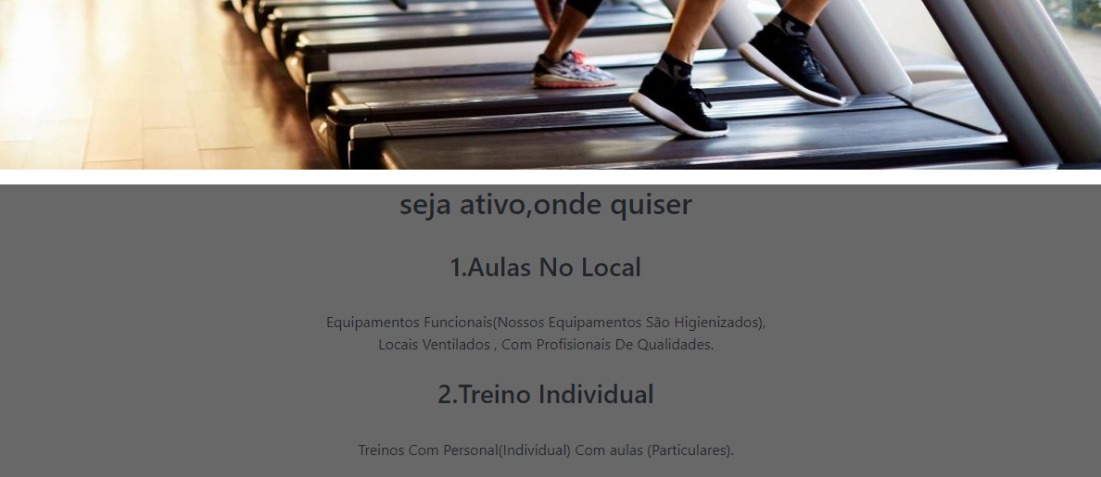 seja ativo,onde quiser
1.Aulas No Local
Equipamentos Funcionais(Nossos Equipamentos São Higienizados),
Locais Ventilados , Com Profisionais De Qualidades.
2.Treino Individual
Treinos Com Personal(Individual) Com aulas (Particulares).